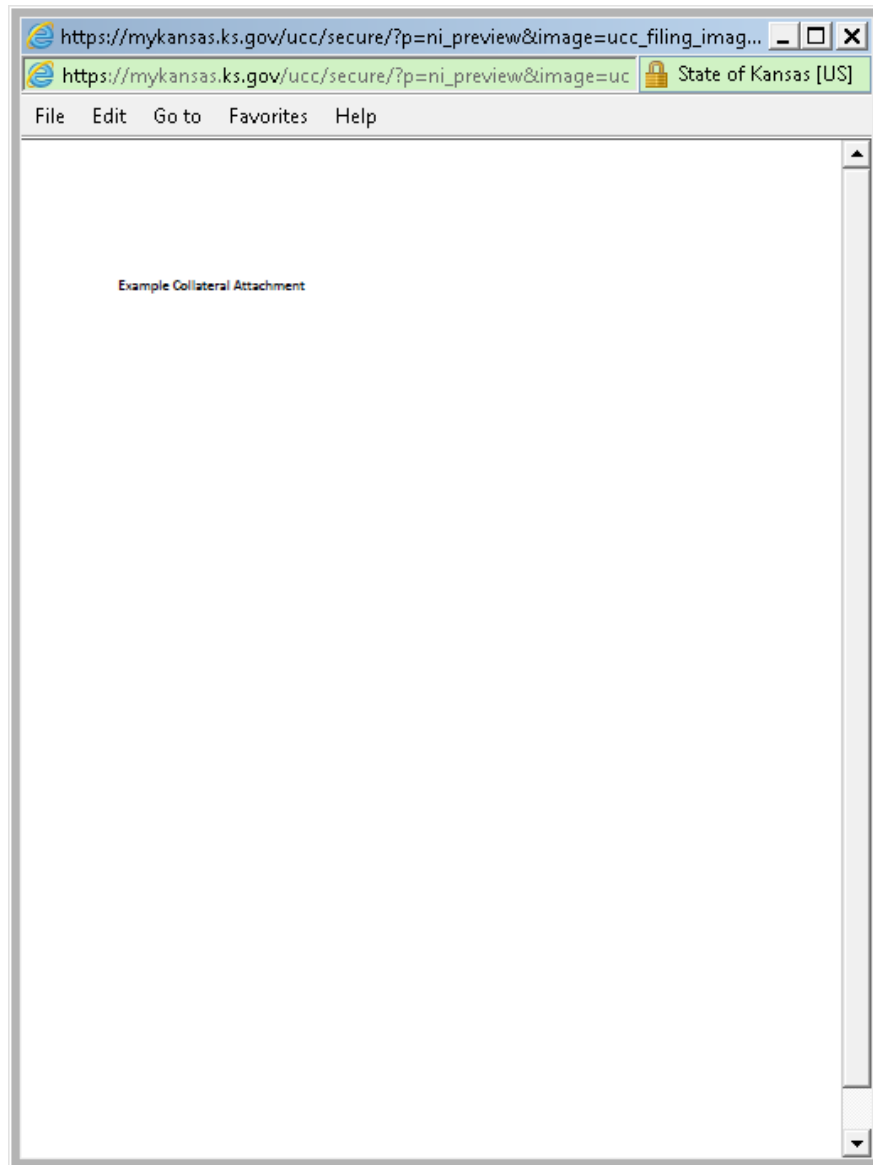 https://mykansas.ks.gov/ucc/secure/?p=ni_preview&image=ucc_filing_imag...
https://mykansas.ks.gov/ucc/secure/?p=ni_preview&image=uc State of Kansas [US]
File Edit Go to Favorites Help
Example Collateral Attachment